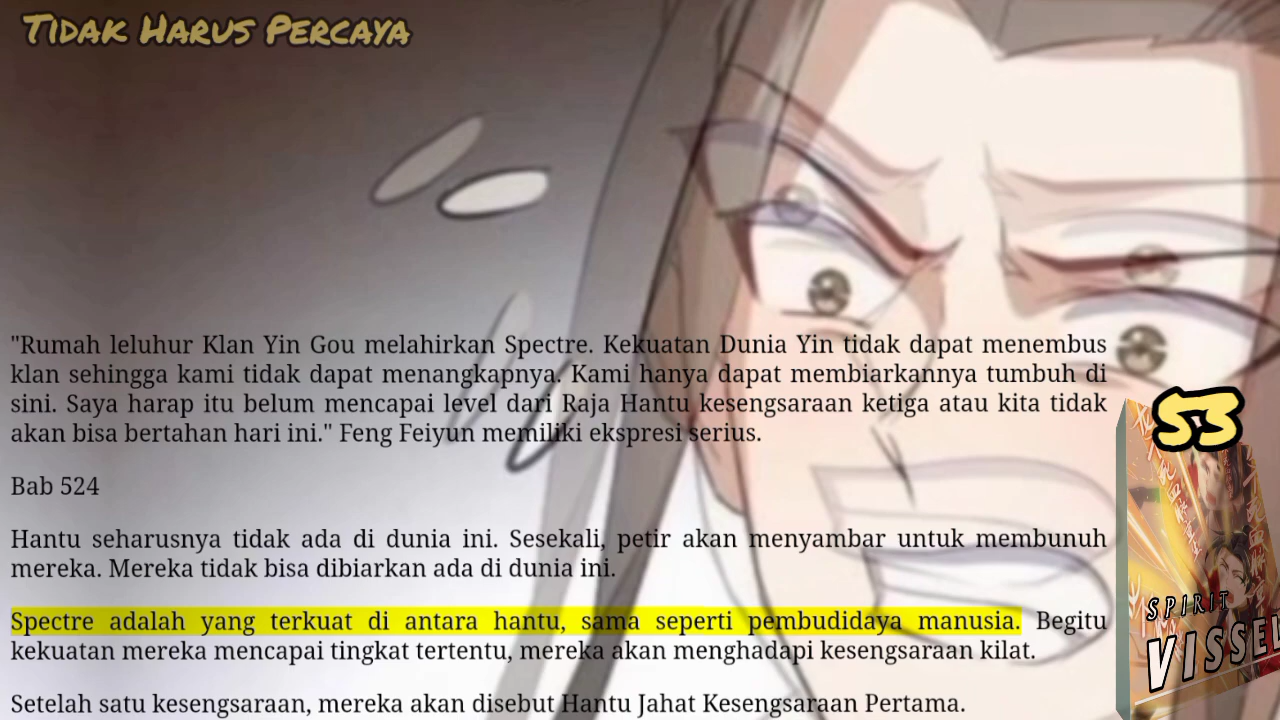 Tidak Harus Percaya
"Rumah leluhur Klan Yin Gou melahirkan Spectre. Kekuatan Dunia Yin tidak dapat menembus
klan sehingga kami tidak dapat menangkapnya. Kami hanya dapat membiarkannya tumbuh di
sini. Saya harap itu belum mencapai level dari Raja Hantu kesengsaraan ketiga atau kita tidak
akan bisa bertahan hari ini." Feng Feiyun memiliki ekspresi serius.
Bab 524
Hantu seharusnya tidak ada di dunia ini. Sesekali, petir akan menyambar untuk membunuh
mereka. Mereka tidak bisa dibiarkan ada di dunia ini.
Spectre adalah yang terkuat di antara hantu, sama seperti pembudidaya manusia. Begitu
kekuatan mereka mencapai tingkat tertentu, mereka akan menghadapi kesengsaraan kilat.
Setelah satu kesengsaraan, mereka akan disebut Hantu Jahat Kesengsaraan Pertama.
53
SPIRIT
VISSEL